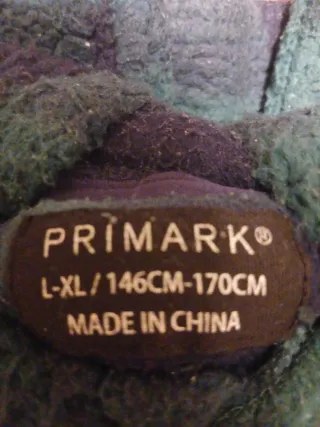 PRIMARK®
L-XL / 146CM-170CM
MADE IN CHINA